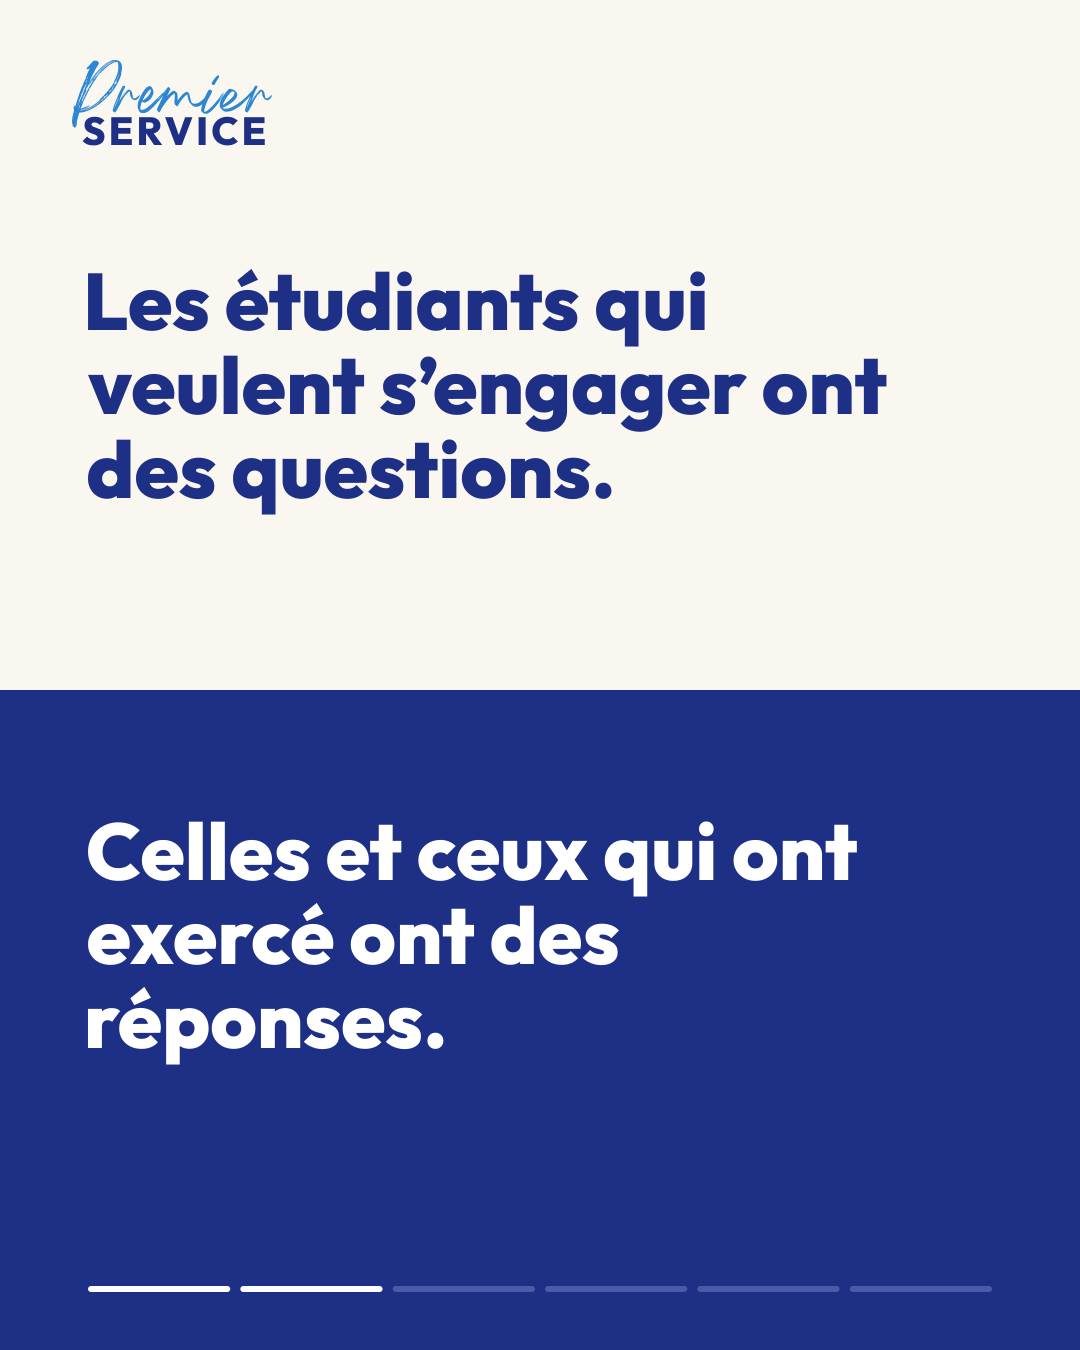 Premier
SERVICE
Les étudiants qui
veulent s’engager ont
des questions.
Celles et ceux qui ont
exercé ont des
réponses.